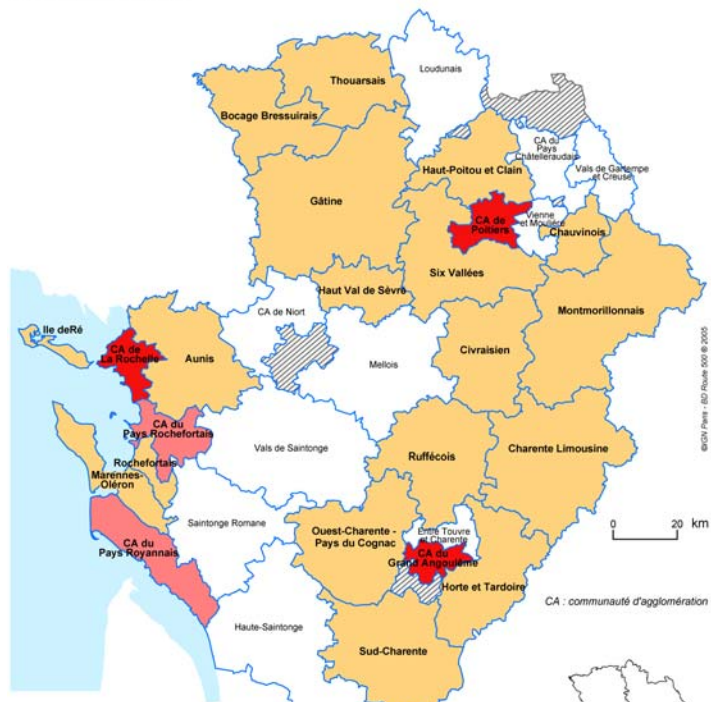 Loudunais
Thouarsais
Bocage Bressuirais
CA du
Pays
Châtelleraudais
Vals de Gartempe
et Creuse
Haut-Poitou et Clain
Gâtine
CA de
Poitiers
Vienne
et Moulière
Chauvinois
Six Vallées
Haut Val de Sèvre
CA de Niort
Montmorillonnais
Ile deRé
CA de
La Rochelle
Aunis
Mellois
Civraisien
©IGN Paris - BD Route 500 ® 2005
CA du
Pays Rochefortais
Vals de Saintonge
Ruffécois
Charente Limousine
Rochefortais
Marennes-
Oléron
Saintonge Romane
Ouest-Charente -
Pays du Cognac
Entre Touvre
et Charente
0 20 km
CA du
Pays Royannais
CA du
Grand Angoulême
Horte et Tardoire
CA : communauté d'agglomération
Haute-Saintonge
Sud-Charente